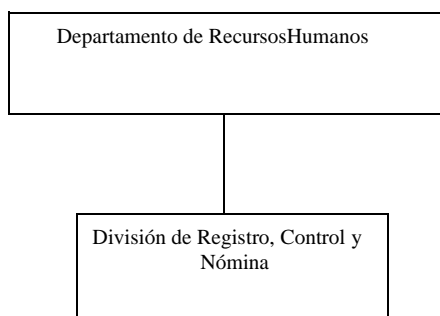 Departamento de RecursosHumanos
División de Registro, Control y
Nómina